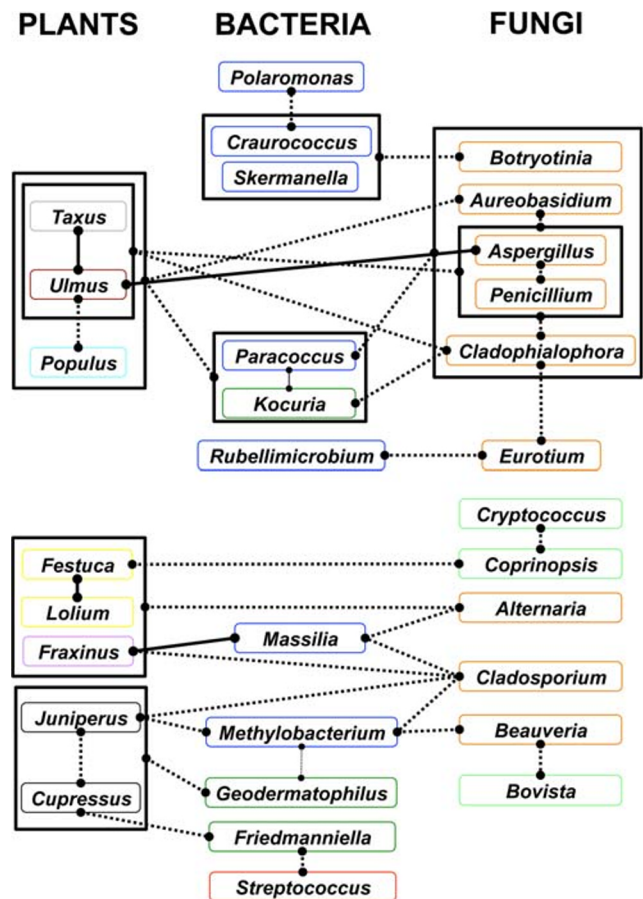 PLANTS BACTERIA FUNGI
Polaromonas
Craurococcus
Skermanella
Botryotinia
Aureobasidium
Taxus
Ulmus
Aspergillus
Penicillium
Populus
Paracoccus
Kocuria
Cladophialophora
Rubellimicrobium
Eurotium
Cryptococcus
Festuca
Coprinopsis
Lolium
Alternaria
Fraxinus
Massilia
Cladosporium
Juniperus
Methylobacterium
Beauveria
Cupressus
Geodermatophilus
Bovista
Friedmanniella
Streptococcus